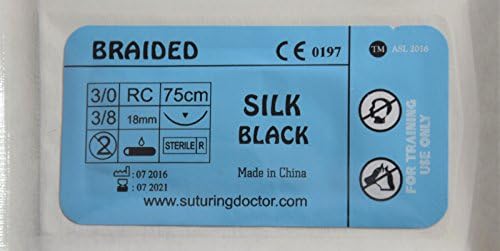 BRAIDED
CE 0197
TM ASL 2016
3/0 RC 75cm
3/8 18mm
2 STERILE R
SILK
BLACK
: 07 2016
: 07 2021
Made in China
www.suturingdoctor.com
FOR TRAINING
USE ONLY